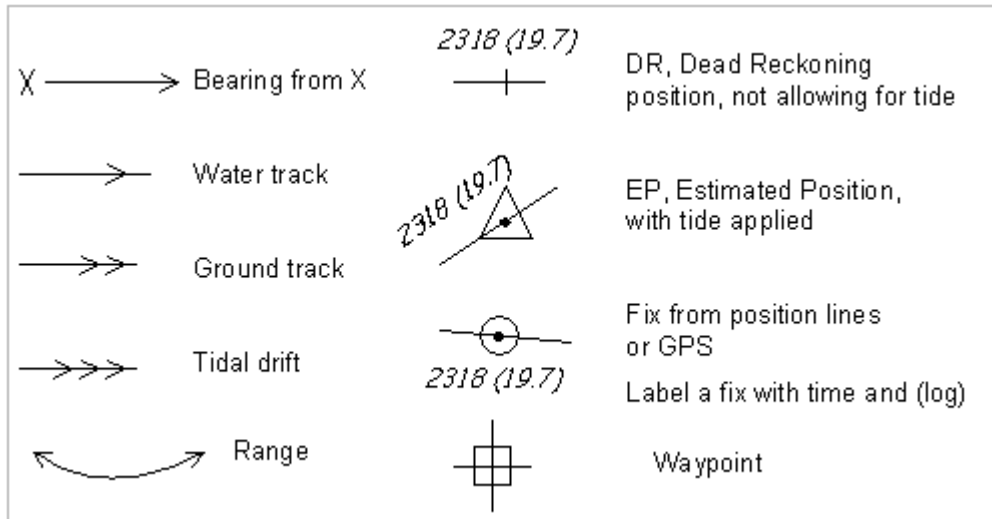 X Bearing from X
Water track
Ground track
Tidal drift
Range
2318 (19.7)
DR, Dead Reckoning
position, not allowing for tide
2318 (19.7)
EP, Estimated Position,
with tide applied
Fix from position lines
or GPS
2318 (19.7)
Label a fix with time and (log)
Waypoint